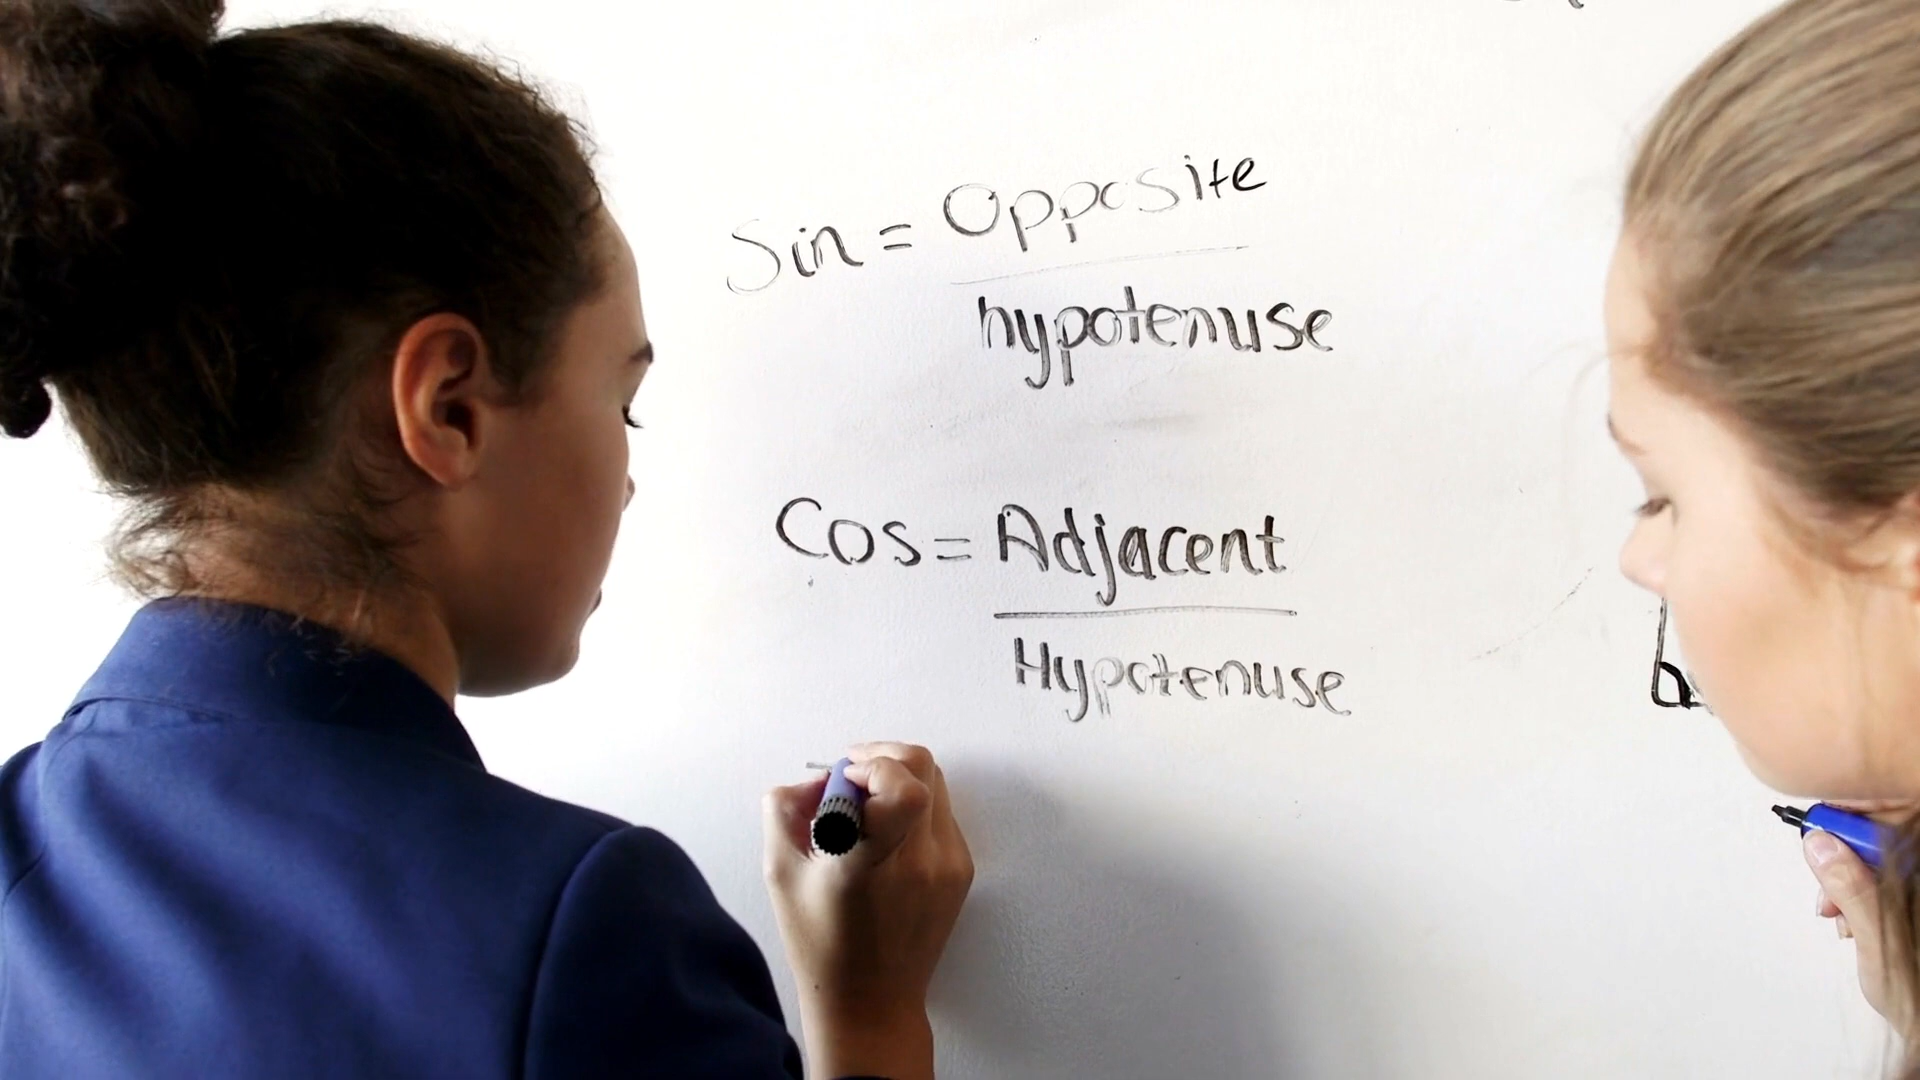 Sin = Opposite
hypotenuse
Cos = Adjacent
Hypotenuse